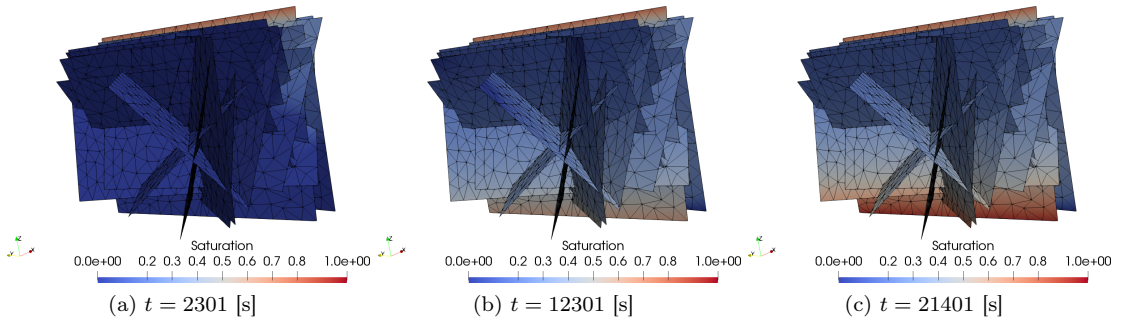 Saturation
0.0e+00 0.2 0.3 0.4 0.5 0.6 0.7 0.8 1.0e+00
Z
Y
X
(a) t = 2301 [s]
Saturation
0.0e+00 0.2 0.3 0.4 0.5 0.6 0.7 0.8 1.0e+00
Z
Y
X
(b) t = 12301 [s]
Saturation
0.0e+00 0.2 0.3 0.4 0.5 0.6 0.7 0.8 1.0e+00
Z
Y
X
(c) t = 21401 [s]